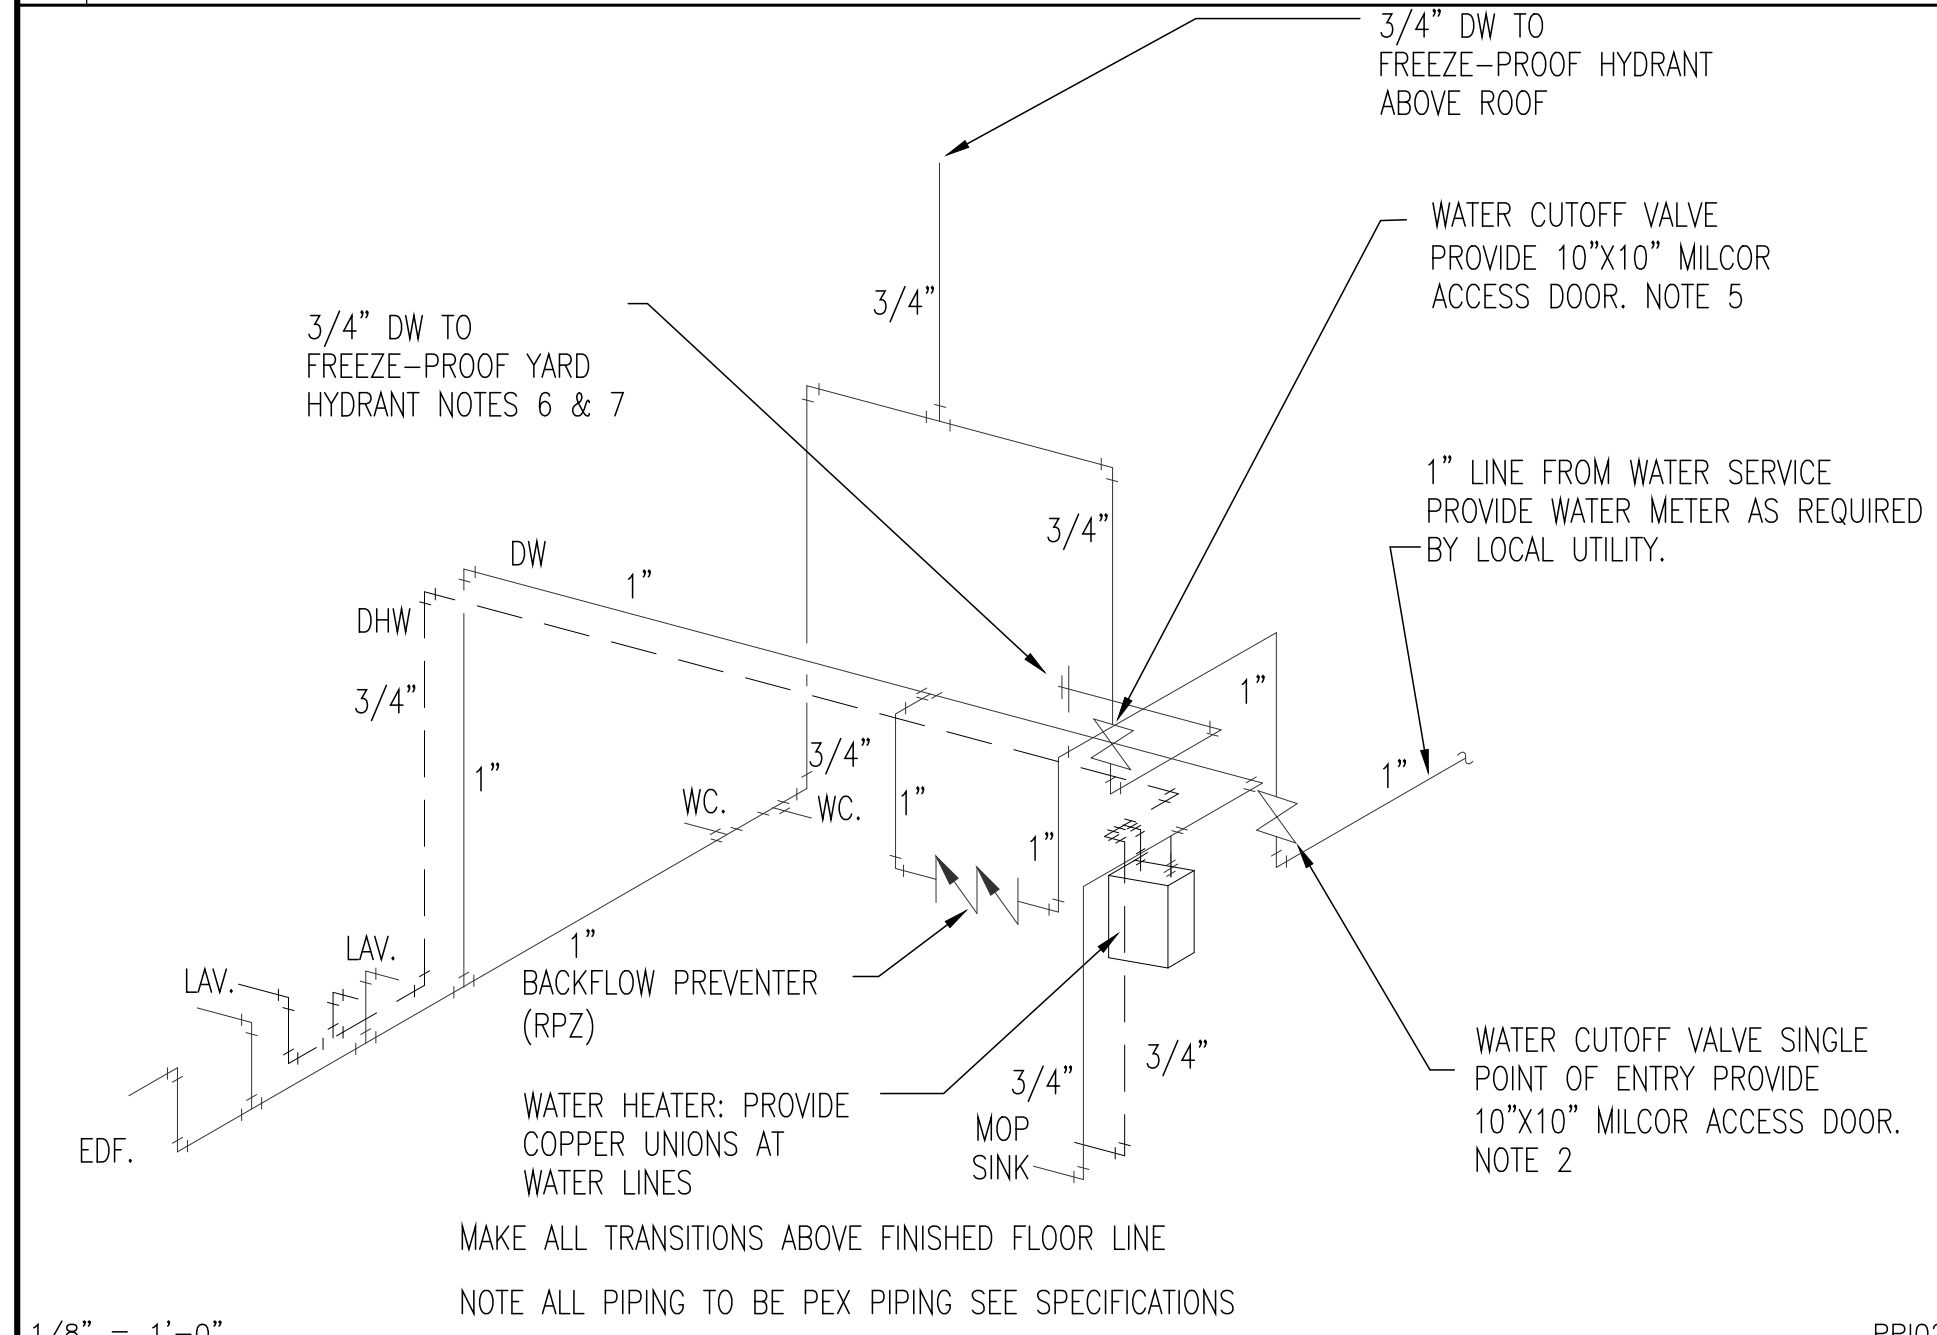 3/4" DW TO
FREEZE-PROOF HYDRANT
ABOVE ROOF
WATER CUTOFF VALVE
PROVIDE 10"X10" MILCOR
ACCESS DOOR. NOTE 5
3/4"
3/4" DW TO
FREEZE-PROOF YARD
HYDRANT NOTES 6 & 7
1" LINE FROM WATER SERVICE
PROVIDE WATER METER AS REQUIRED
BY LOCAL UTILITY.
3/4"
DW
1"
DHW
3/4"
1"
1"
3/4"
1"
1"
WC.
WC.
1"
1"
LAV.
LAV.
1"
BACKFLOW PREVENTER
(RPZ)
WATER CUTOFF VALVE SINGLE
POINT OF ENTRY PROVIDE
10"X10" MILCOR ACCESS DOOR.
NOTE 2
3/4"
3/4"
WATER HEATER: PROVIDE
COPPER UNIONS AT
WATER LINES
MOP
SINK
EDF.
MAKE ALL TRANSITIONS ABOVE FINISHED FLOOR LINE
NOTE ALL PIPING TO BE PEX PIPING SEE SPECIFICATIONS
1/8" = 1'-0"